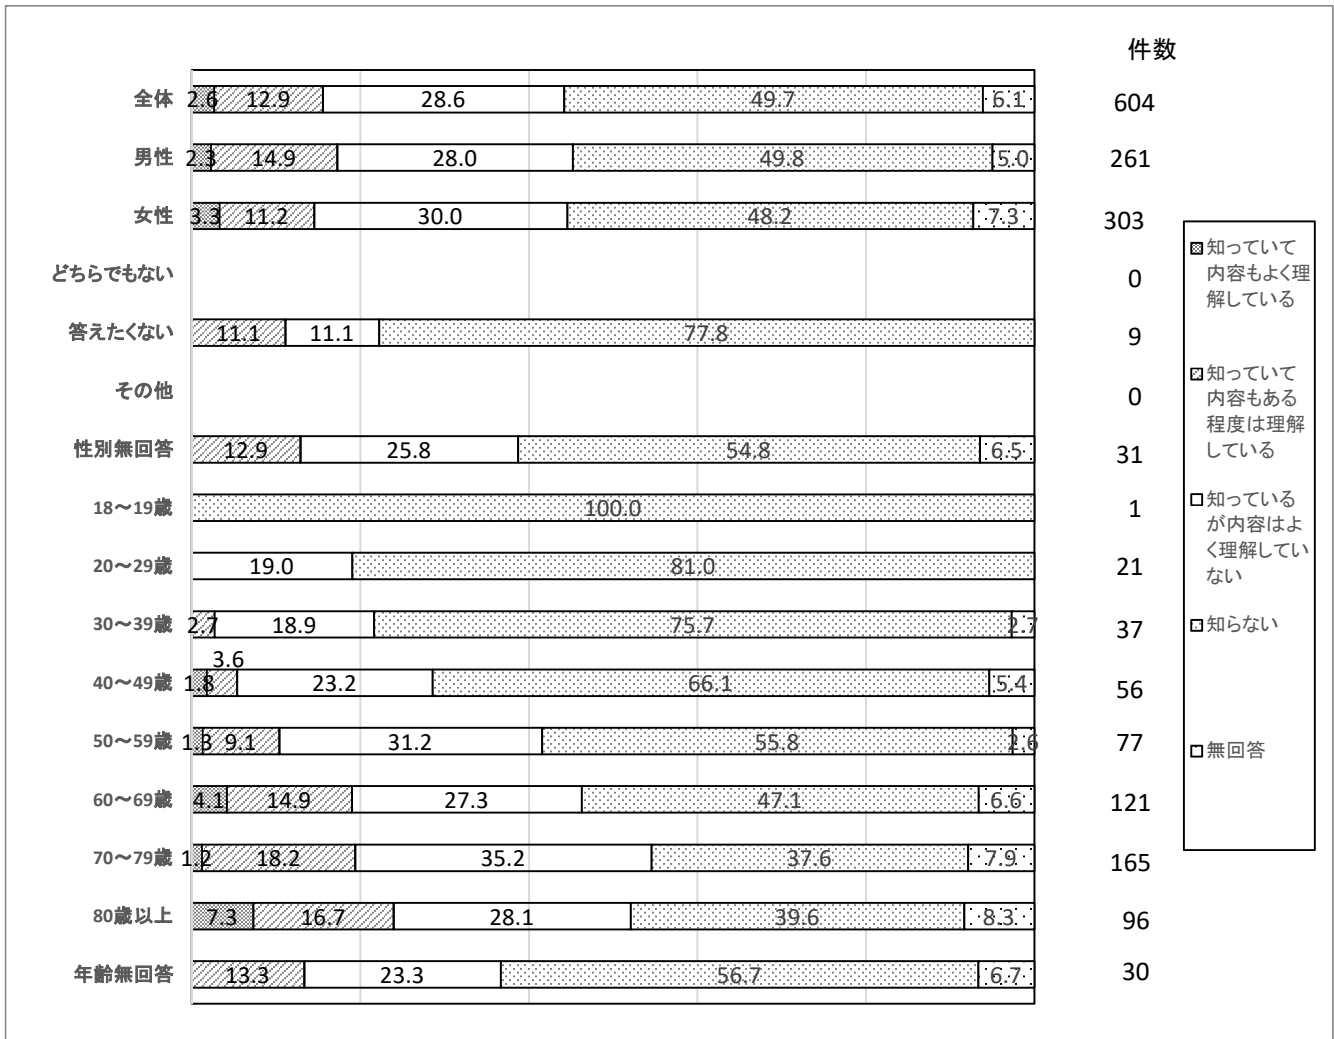 件数
全体 2.6 12.9 28.6 49.7 6.1 604
男性 2.3 14.9 28.0 49.8 5.0 261
女性 3.3 11.2 30.0 48.2 7.3 303
どちらでもない 0
答えたくない 11.1 11.1 77.8 9
その他 0
性別無回答 12.9 25.8 54.8 6.5 31
18～19歳 100.0 1
20～29歳 19.0 81.0 21
30～39歳 2.7 18.9 75.7 2.7 37
40～49歳 1.8 3.6 23.2 66.1 5.4 56
50～59歳 1.3 9.1 31.2 55.8 2.6 77
60～69歳 4.1 14.9 27.3 47.1 6.6 121
70～79歳 1.2 18.2 35.2 37.6 7.9 165
80歳以上 7.3 16.7 28.1 39.6 8.3 96
年齢無回答 13.3 23.3 56.7 6.7 30
知っていて
内容もよく理
解している
知っていて
内容もある
程度は理解
している
知っている
が内容はよ
く理解してい
ない
知らない
無回答